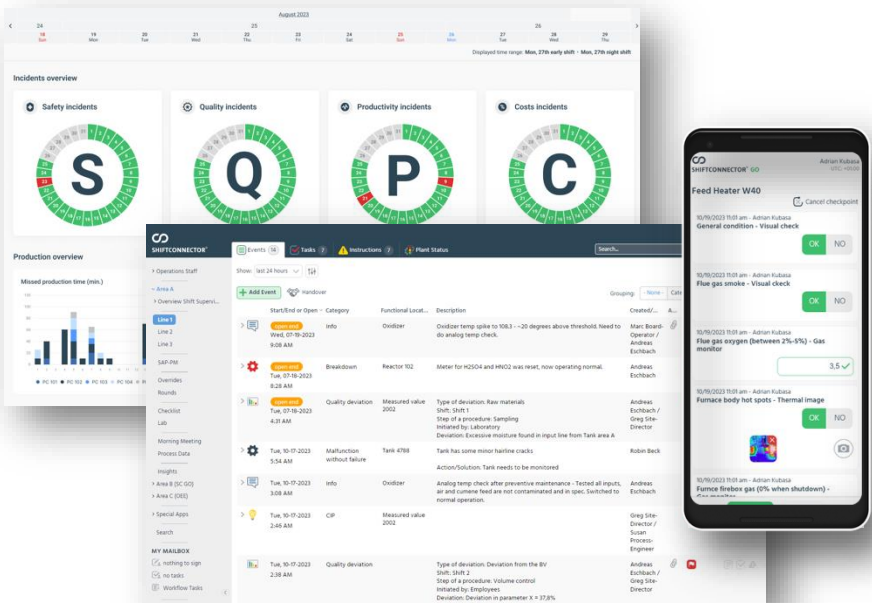 August 2023
24 25 26
18 19 20 21 22 23 24 25 26 27 28 29
Sun Mon Tue Wed Thu Fri Sat Sun Mon Tue Wed Thu
Displayed time range: Mon, 27th early shift - Mon, 27th night shift
Incidents overview
Safety incidents
Quality incidents
Productivity incidents
Costs incidents
S
Q
P
C
Production overview
Missed production time (min.)
PC 101 PC 102 PC 103 PC 104
SHIFTCONNECTOR
Events 14 Tasks 7 Instructions 7 Plant Status
Search...
Operations Staff
Area A
Overview Shift Supervi...
Line 1
Line 2
Line 3
SAP-PM
Overrides
Rounds
Checklist
Lab
Morning Meeting
Process Data
Insights
Area B (SC GO)
Area C (OEE)
Special Apps
Search
MY MAILBOX
nothing to sign
no tasks
Workflow Tasks
Show: last 24 hours
+ Add Event Handover
Grouping: - None -
Start/End or Open Category Functional Locat... Description Created/... A...
open-end
Wed, 07-19-2023
9:08 AM
Info
Oxidizer
Oxidizer temp spike to 108.3 - ~20 degrees above threshold. Need to
do analog temp check.
Marc Board-
Operator /
Andreas
Eschbach
open-end
Tue, 07-18-2023
8:28 AM
Breakdown
Reactor 102
Meter for H2SO4 and HNO2 was reset, now operating normal.
Andreas
Eschbach
open-end
Tue, 07-18-2023
4:31 AM
Quality deviation
Measured value
2002
Type of deviation: Raw materials
Shift: Shift 1
Step of a procedure: Sampling
Initiated by: Laboratory
Deviation: Excessive moisture found in input line from Tank area A
Andreas
Eschbach /
Greg Site-
Director
Tue, 10-17-2023
5:54 AM
Malfunction
without failure
Tank 4788
Tank has some minor hairline cracks
Action/Solution: Tank needs to be monitored
Robin Beck
Tue, 10-17-2023
3:08 AM
Info
Oxidizer
Analog temp check after preventive maintenance - Tested all inputs,
air and cumene feed are not contaminated and in spec. Switched to
normal operation.
Andreas
Eschbach
Tue, 10-17-2023
2:46 AM
CIP
Measured value
2002
Greg Site-
Director /
Susan
Process-
Engineer
Tue, 10-17-2023
2:38 AM
Quality deviation
Type of deviation: Deviation from the BV
Shift: Shift 2
Step of a procedure: Volume control
Initiated by: Employees
Deviation: Deviation in parameter X = 37,8%
Andreas
Eschbach /
Greg Site-
Director
SHIFTCONNECTOR GO
Adrian Kubasa
Feed Heater W40
Cancel checkpoint
10/19/2023 11:01 am - Adrian Kubasa
General condition - Visual check
OK NO
10/19/2023 11:01 am - Adrian Kubasa
Flue gas smoke - Visual ckeck
OK NO
10/19/2023 11:01 am - Adrian Kubasa
Flue gas oxygen (between 2%-5%) - Gas
monitor
3,5
10/19/2023 11:01 am - Adrian Kubasa
Furnace body hot spots - Thermal image
OK NO
10/19/2023 11:01 am - Adrian Kubasa
Furnce firebox gas (0% when shutdown) -